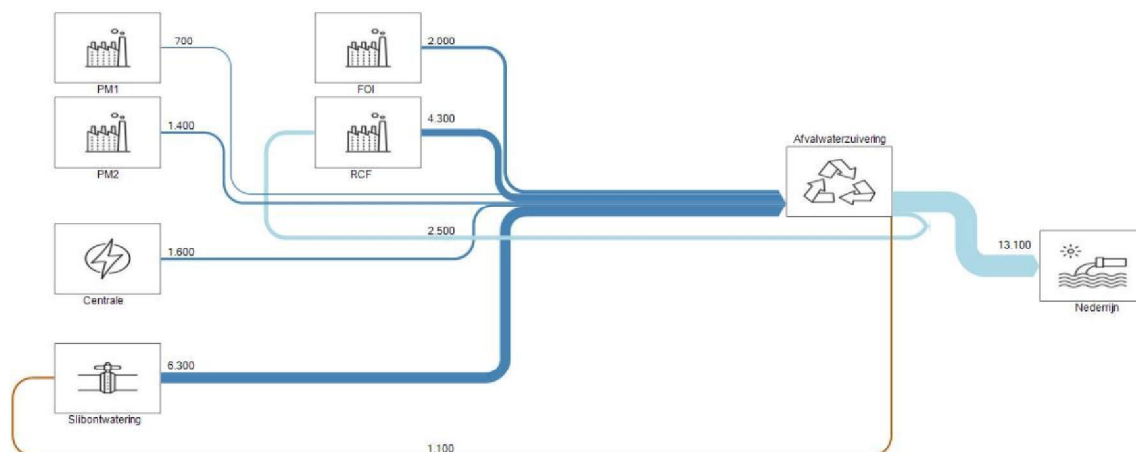 700
2.000
PM1
FOI
1.400
4.300
Afvalwaterzuivering
PM2
RCF
2.500
13.100
1.600
Centrale
Nederrijn
6.300
Slibontwatering
1.100